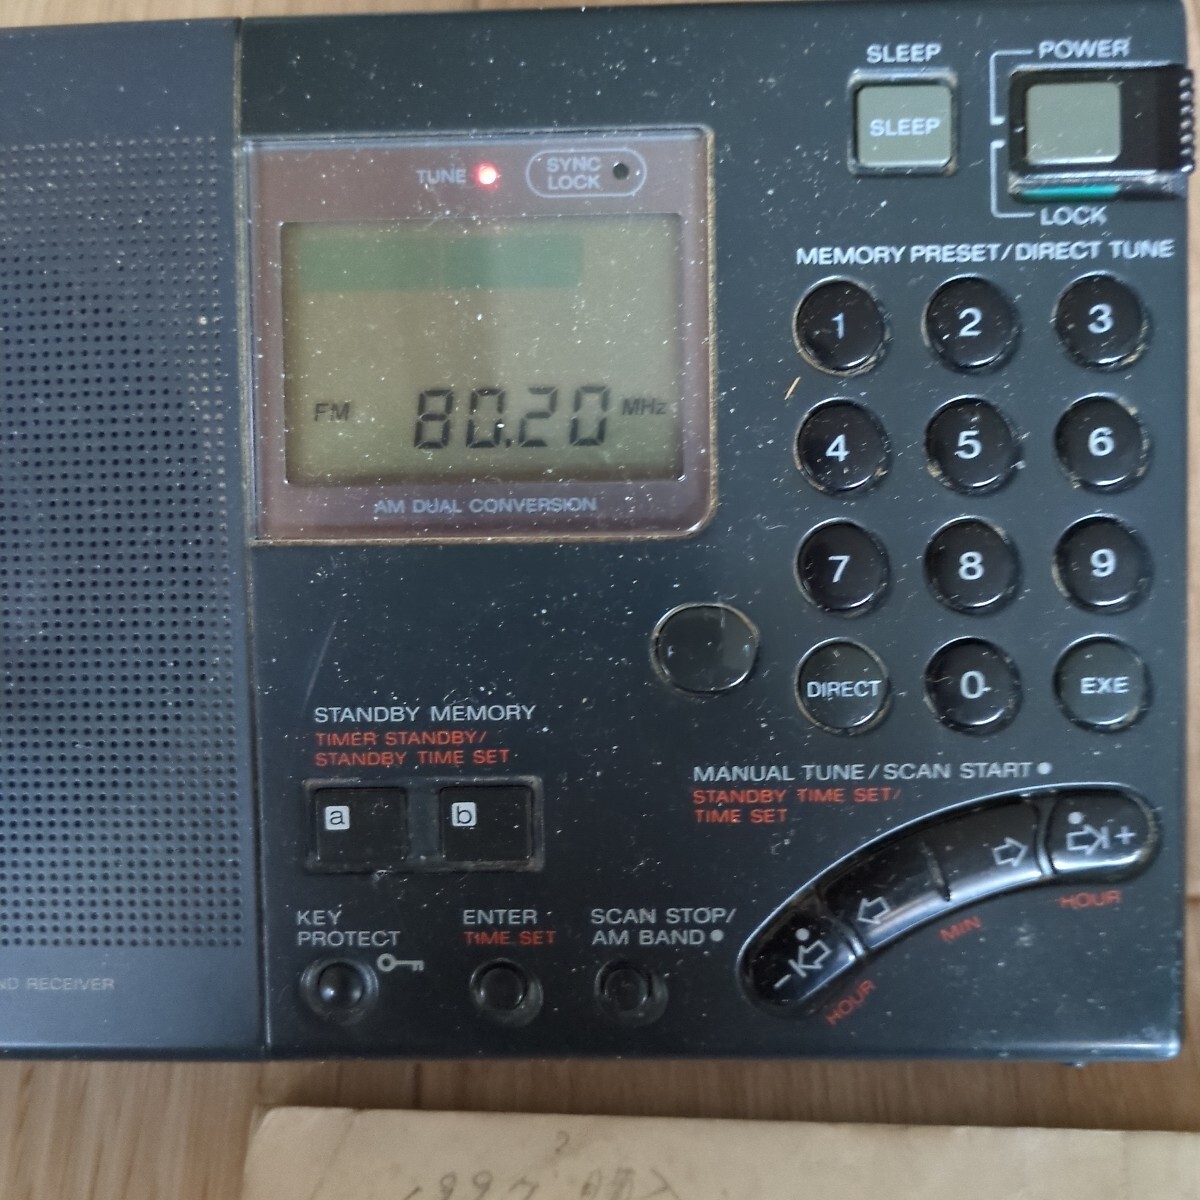 SLEEP
POWER
SLEEP
LOCK
TUNE
SYNC
LOCK
MEMORY PRESET/DIRECT TUNE
1 2 3
FM 80.20 MHz
4 5 6
AM DUAL CONVERSION
7 8 9
DIRECT 0 EXE
STANDBY MEMORY
TIMER STANDBY/
STANDBY TIME SET
a b
MANUAL TUNE/SCAN START
STANDBY TIME SET/
TIME SET
+
HOUR
MIN
-
HOUR
KEY
PROTECT
ENTER
TIME SET
SCAN STOP/
AM BAND
ND RECEIVER